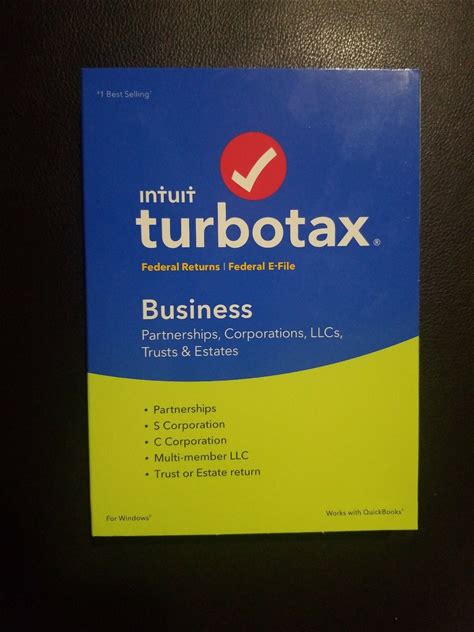 #1 Best Selling†
intuit
turbotax®
Federal Returns | Federal E-File
Business
Partnerships, Corporations, LLCs,
Trusts & Estates
• Partnerships
• S Corporation
• C Corporation
• Multi-member LLC
• Trust or Estate return
For Windows®
Works with QuickBooks®